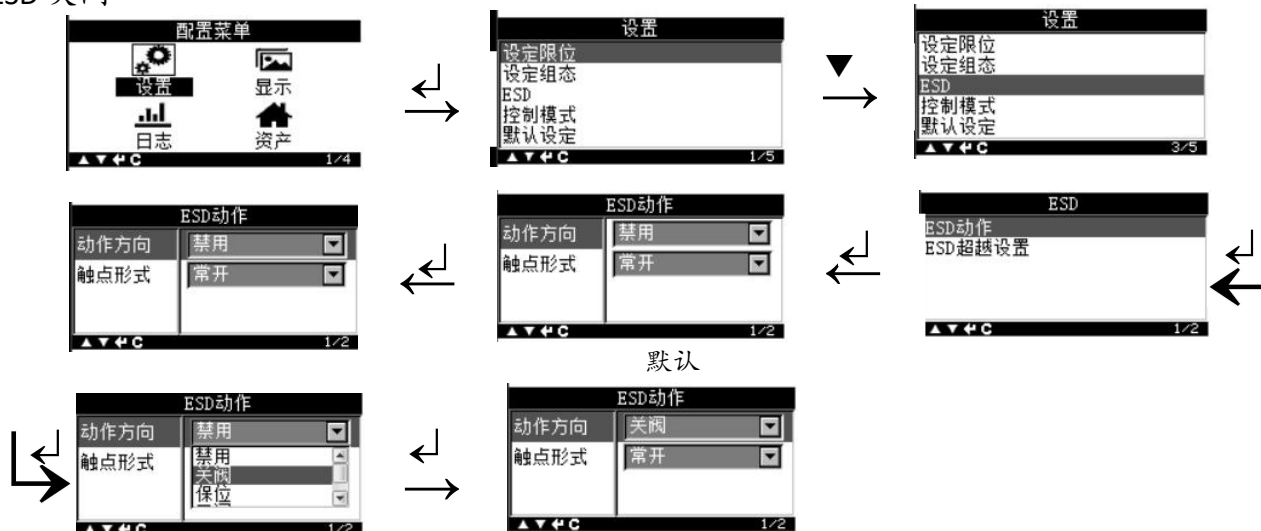 配置菜单
设置
显示
日志
资产
▲▼↵C 1/4
设置
设定限位
设定组态
ESD
控制模式
默认设定
▲▼↵C 1/5
设置
设定限位
设定组态
ESD
控制模式
默认设定
▲▼↵C 3/5
ESD动作
动作方向 禁用
触点形式 常开
▲▼↵C 1/2
ESD动作
动作方向 禁用
触点形式 常开
▲▼↵C 1/2
默认
ESD
ESD动作
ESD超越设置
▲▼↵C 1/2
ESD动作
动作方向 禁用
触点形式 禁用
关阀
保位
▲▼↵C 1/2
ESD动作
动作方向 关阀
触点形式 常开
▲▼↵C 1/2